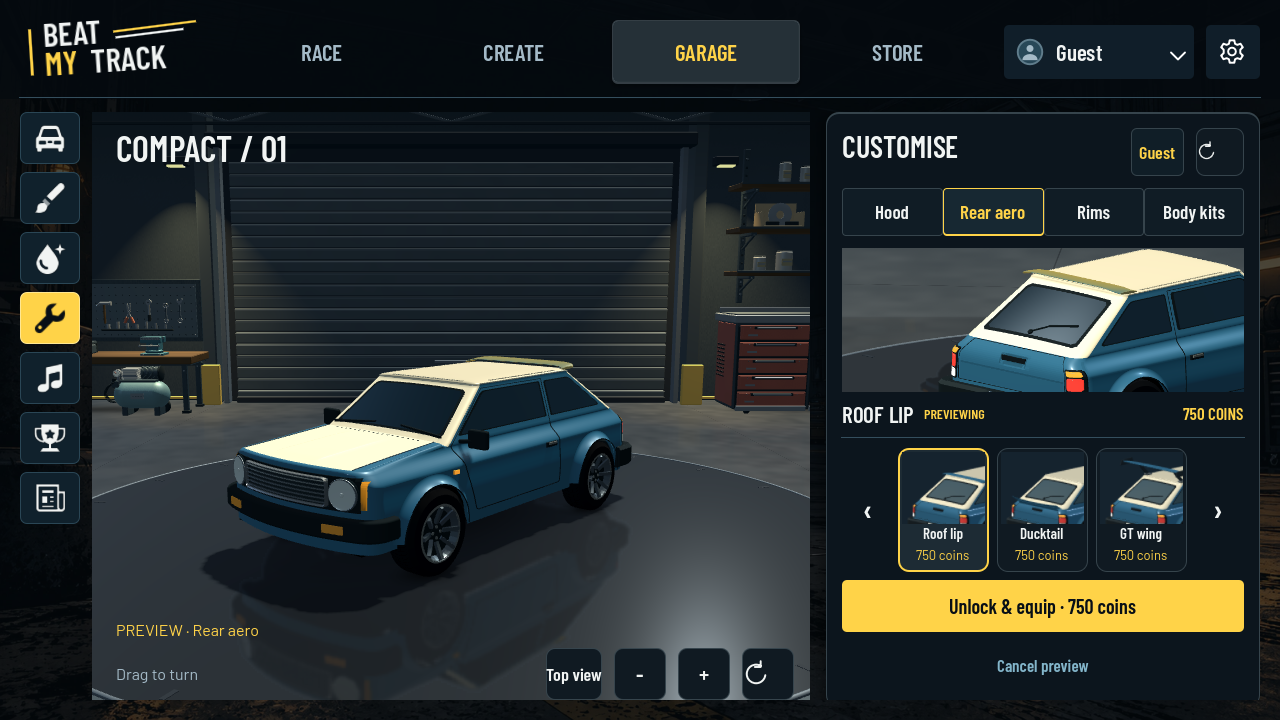 BEAT
MY TRACK
RACE
CREATE
GARAGE
STORE
Guest
COMPACT / 01
PREVIEW · Rear aero
Drag to turn
Top view
-
+
CUSTOMISE
Guest
Hood
Rear aero
Rims
Body kits
ROOF LIP PREVIEWING 750 COINS
‹
Roof lip
750 coins
Ducktail
750 coins
GT wing
750 coins
›
Unlock & equip · 750 coins
Cancel preview